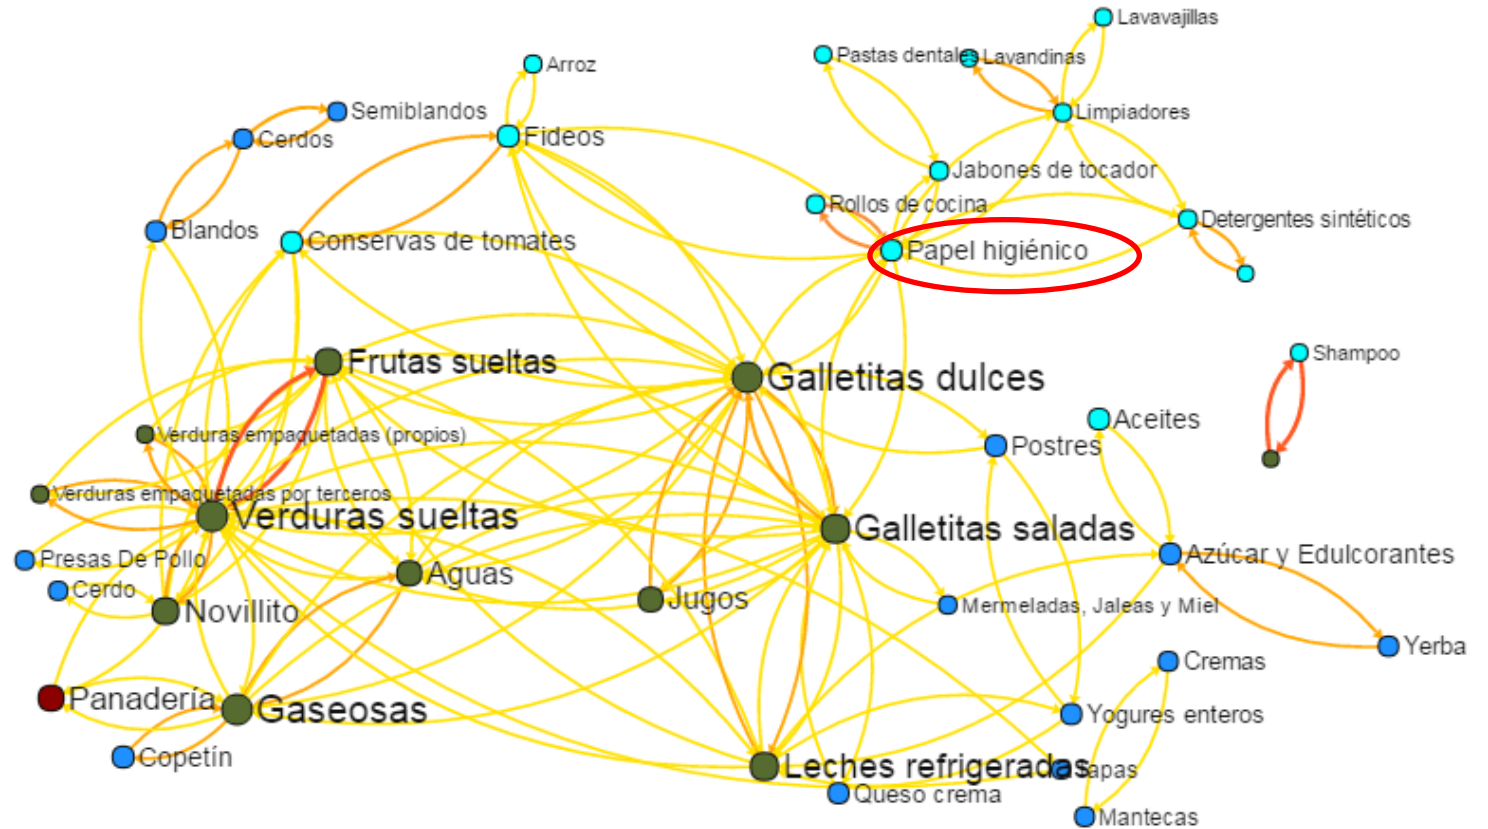 Lavavajillas
Pastas dentales
Lavandinas
Arroz
Semiblandos
Limpiadores
Cerdos
Fideos
Jabones de tocador
Rollos de cocina
Detergentes sintéticos
Blandos
Conservas de tomates
Papel higiénico
Shampoo
Frutas sueltas
Galletitas dulces
Aceites
Verduras empaquetadas (propios)
Postres
Verduras empaquetadas por terceros
Verduras sueltas
Galletitas saladas
Azúcar y Edulcorantes
Presas De Pollo
Aguas
Cerdo
Jugos
Mermeladas, Jaleas y Miel
Novillito
Yerba
Cremas
Panadería
Gaseosas
Yogures enteros
Copetín
Leches refrigeradas
Tapas
Queso crema
Mantecas